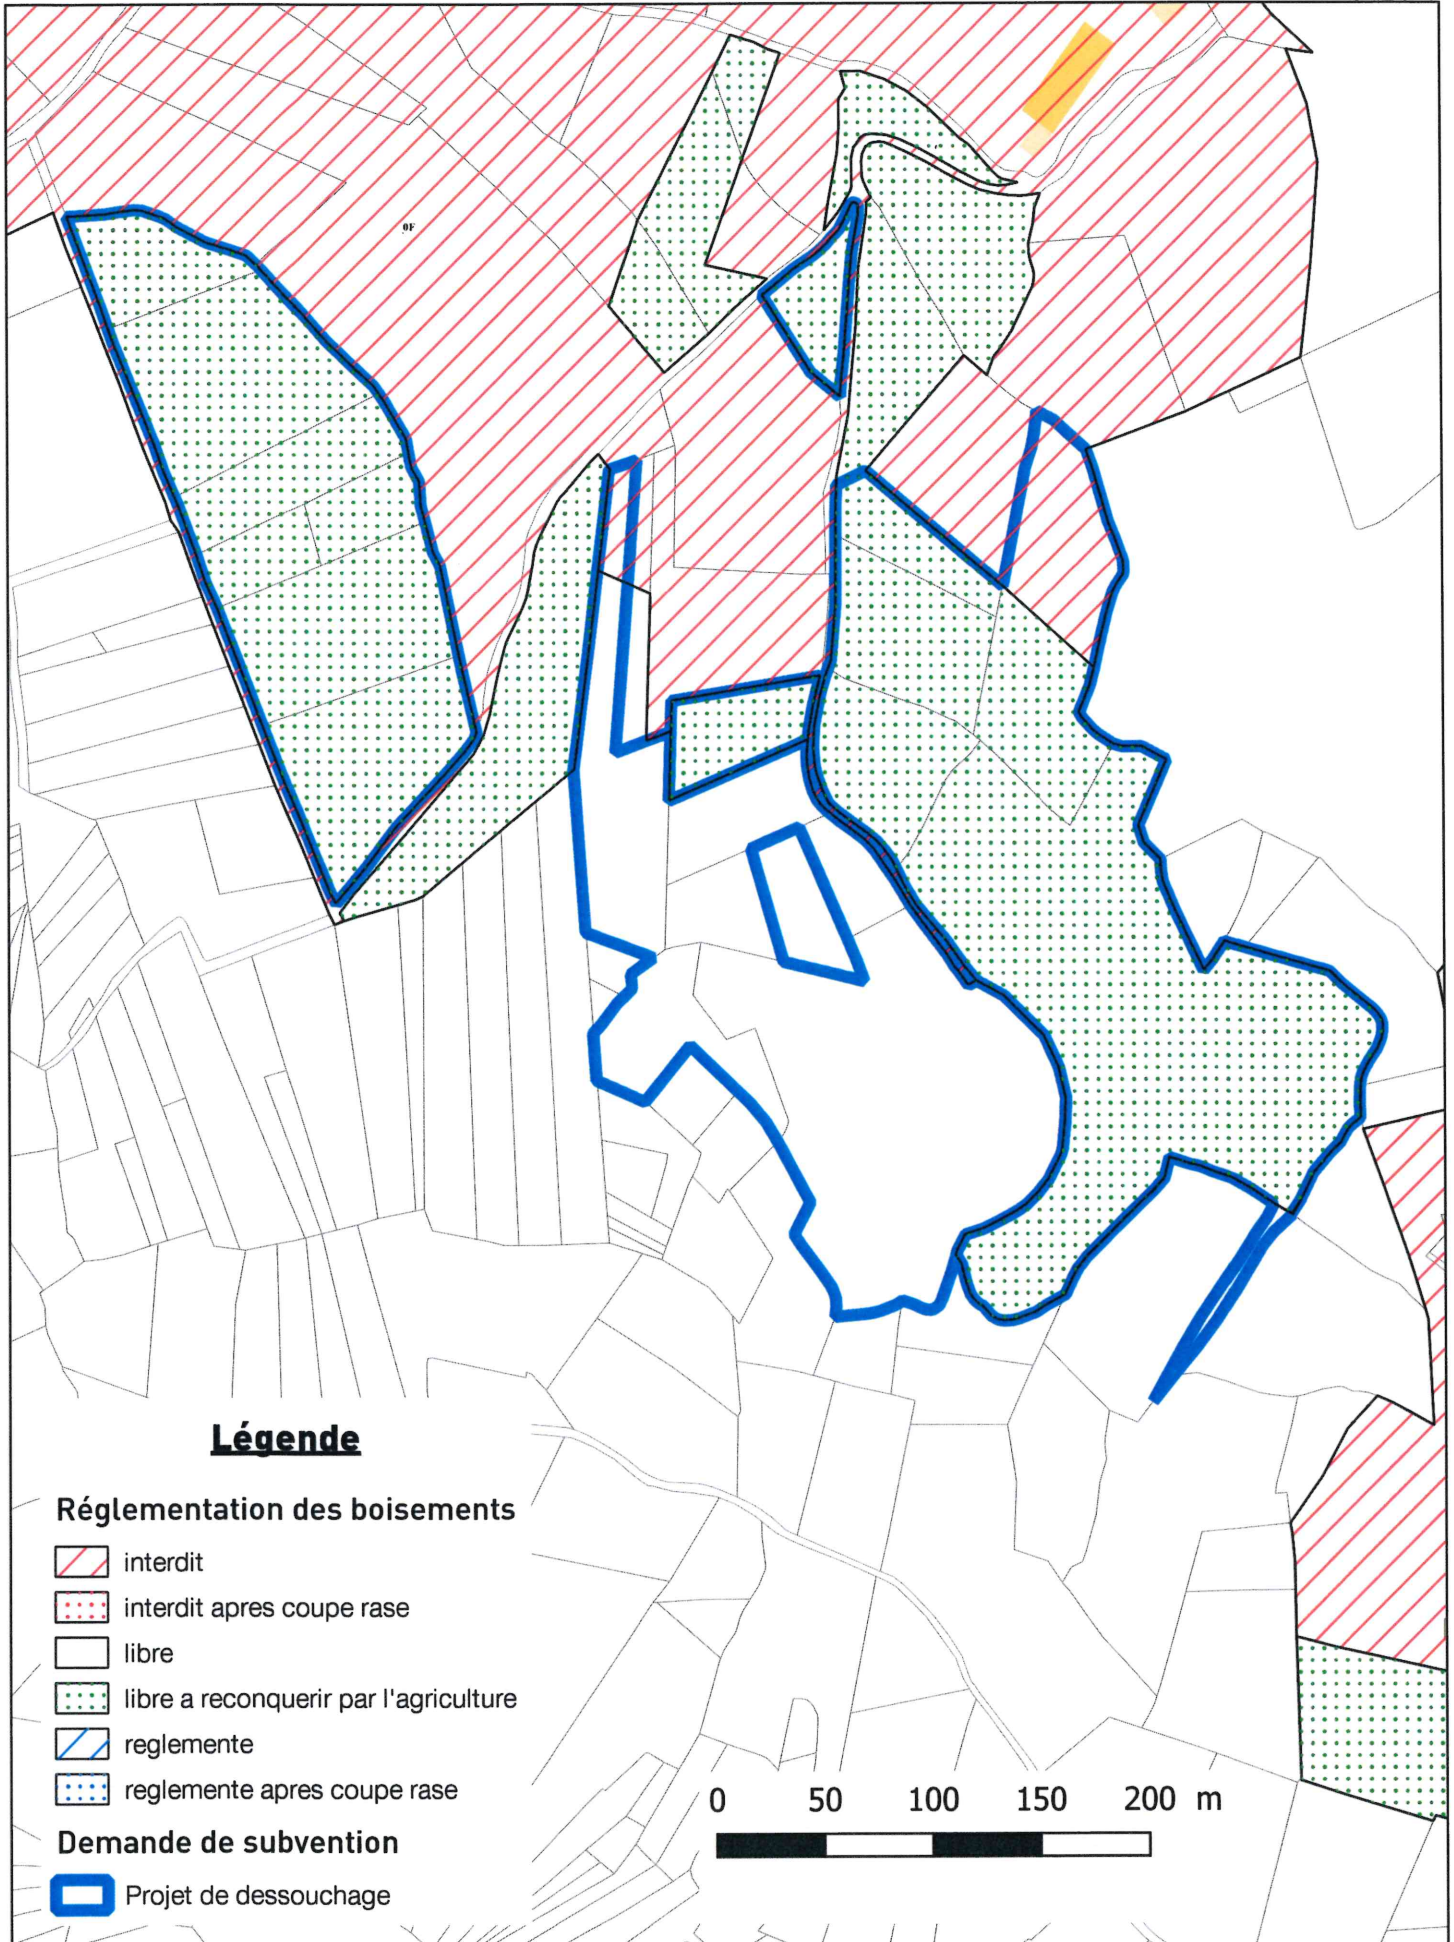 0F
Légende
Réglementation des boisements
interdit
interdit apres coupe rase
libre
libre a reconquerir par l'agriculture
reglemente
reglemente apres coupe rase
Demande de subvention
Projet de dessouchage
0 50 100 150 200 m